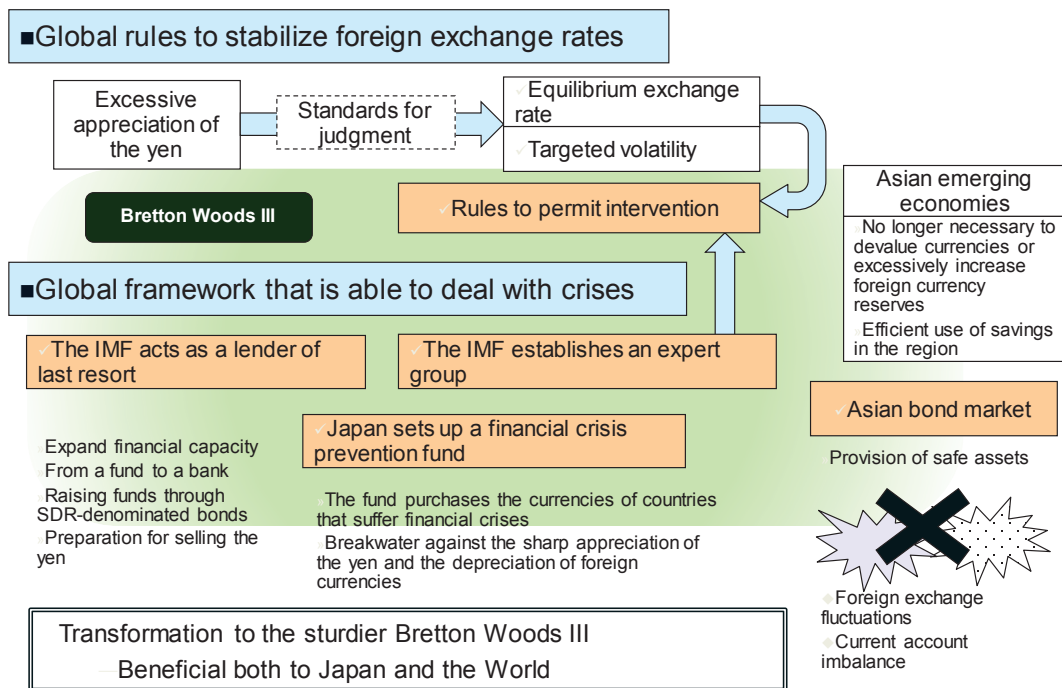 ■Global rules to stabilize foreign exchange rates
Excessive
appreciation of
the yen
Standards for
judgment
✓Equilibrium exchange
rate
✓Targeted volatility
Bretton Woods III
✓Rules to permit intervention
Asian emerging
economies
»No longer necessary to
devalue currencies or
excessively increase
foreign currency
reserves
»Efficient use of savings
in the region
■Global framework that is able to deal with crises
✓The IMF acts as a lender of
last resort
✓The IMF establishes an expert
group
✓Asian bond market
»Provision of safe assets
»Expand financial capacity
»From a fund to a bank
»Raising funds through
SDR-denominated bonds
»Preparation for selling the
yen
✓Japan sets up a financial crisis
prevention fund
»The fund purchases the currencies of countries
that suffer financial crises
»Breakwater against the sharp appreciation of
the yen and the depreciation of foreign
currencies
◆Foreign exchange
fluctuations
◆Current account
imbalance
Transformation to the sturdier Bretton Woods III
—Beneficial both to Japan and the World